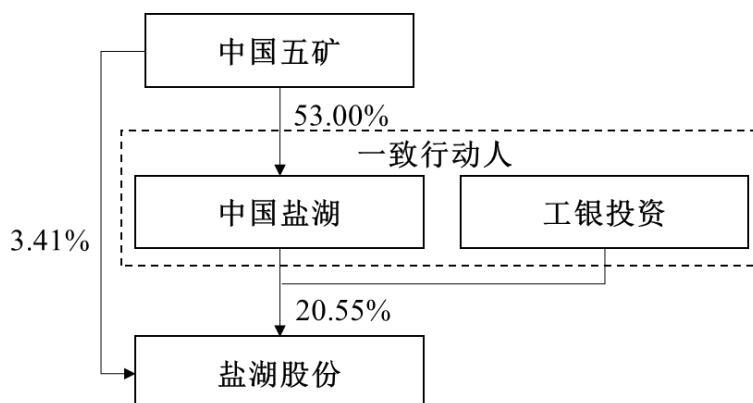 中国五矿
53.00%
一致行动人
中国盐湖
工银投资
3.41%
20.55%
盐湖股份